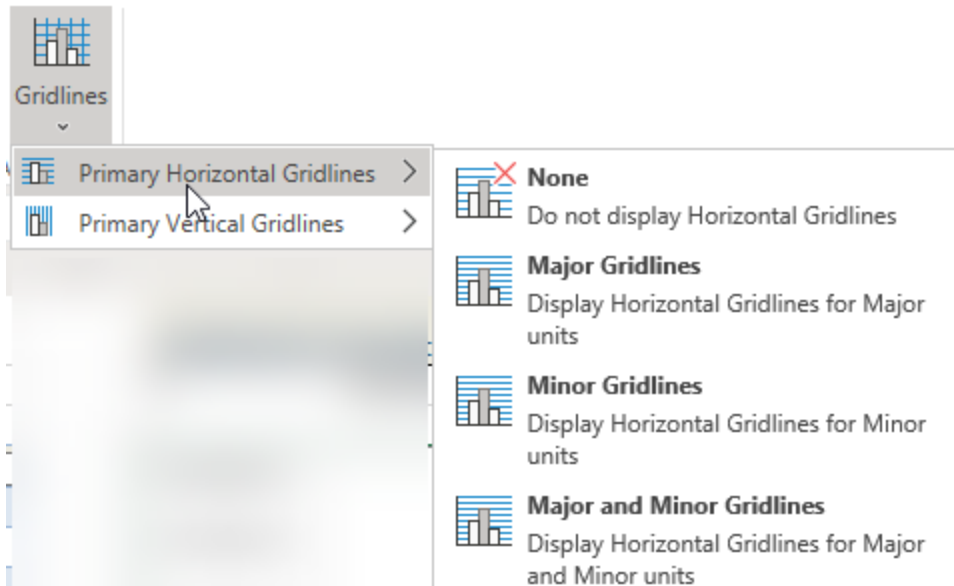 Gridlines
Primary Horizontal Gridlines
Primary Vertical Gridlines
None
Do not display Horizontal Gridlines
Major Gridlines
Display Horizontal Gridlines for Major
units
Minor Gridlines
Display Horizontal Gridlines for Minor
units
Major and Minor Gridlines
Display Horizontal Gridlines for Major
and Minor units